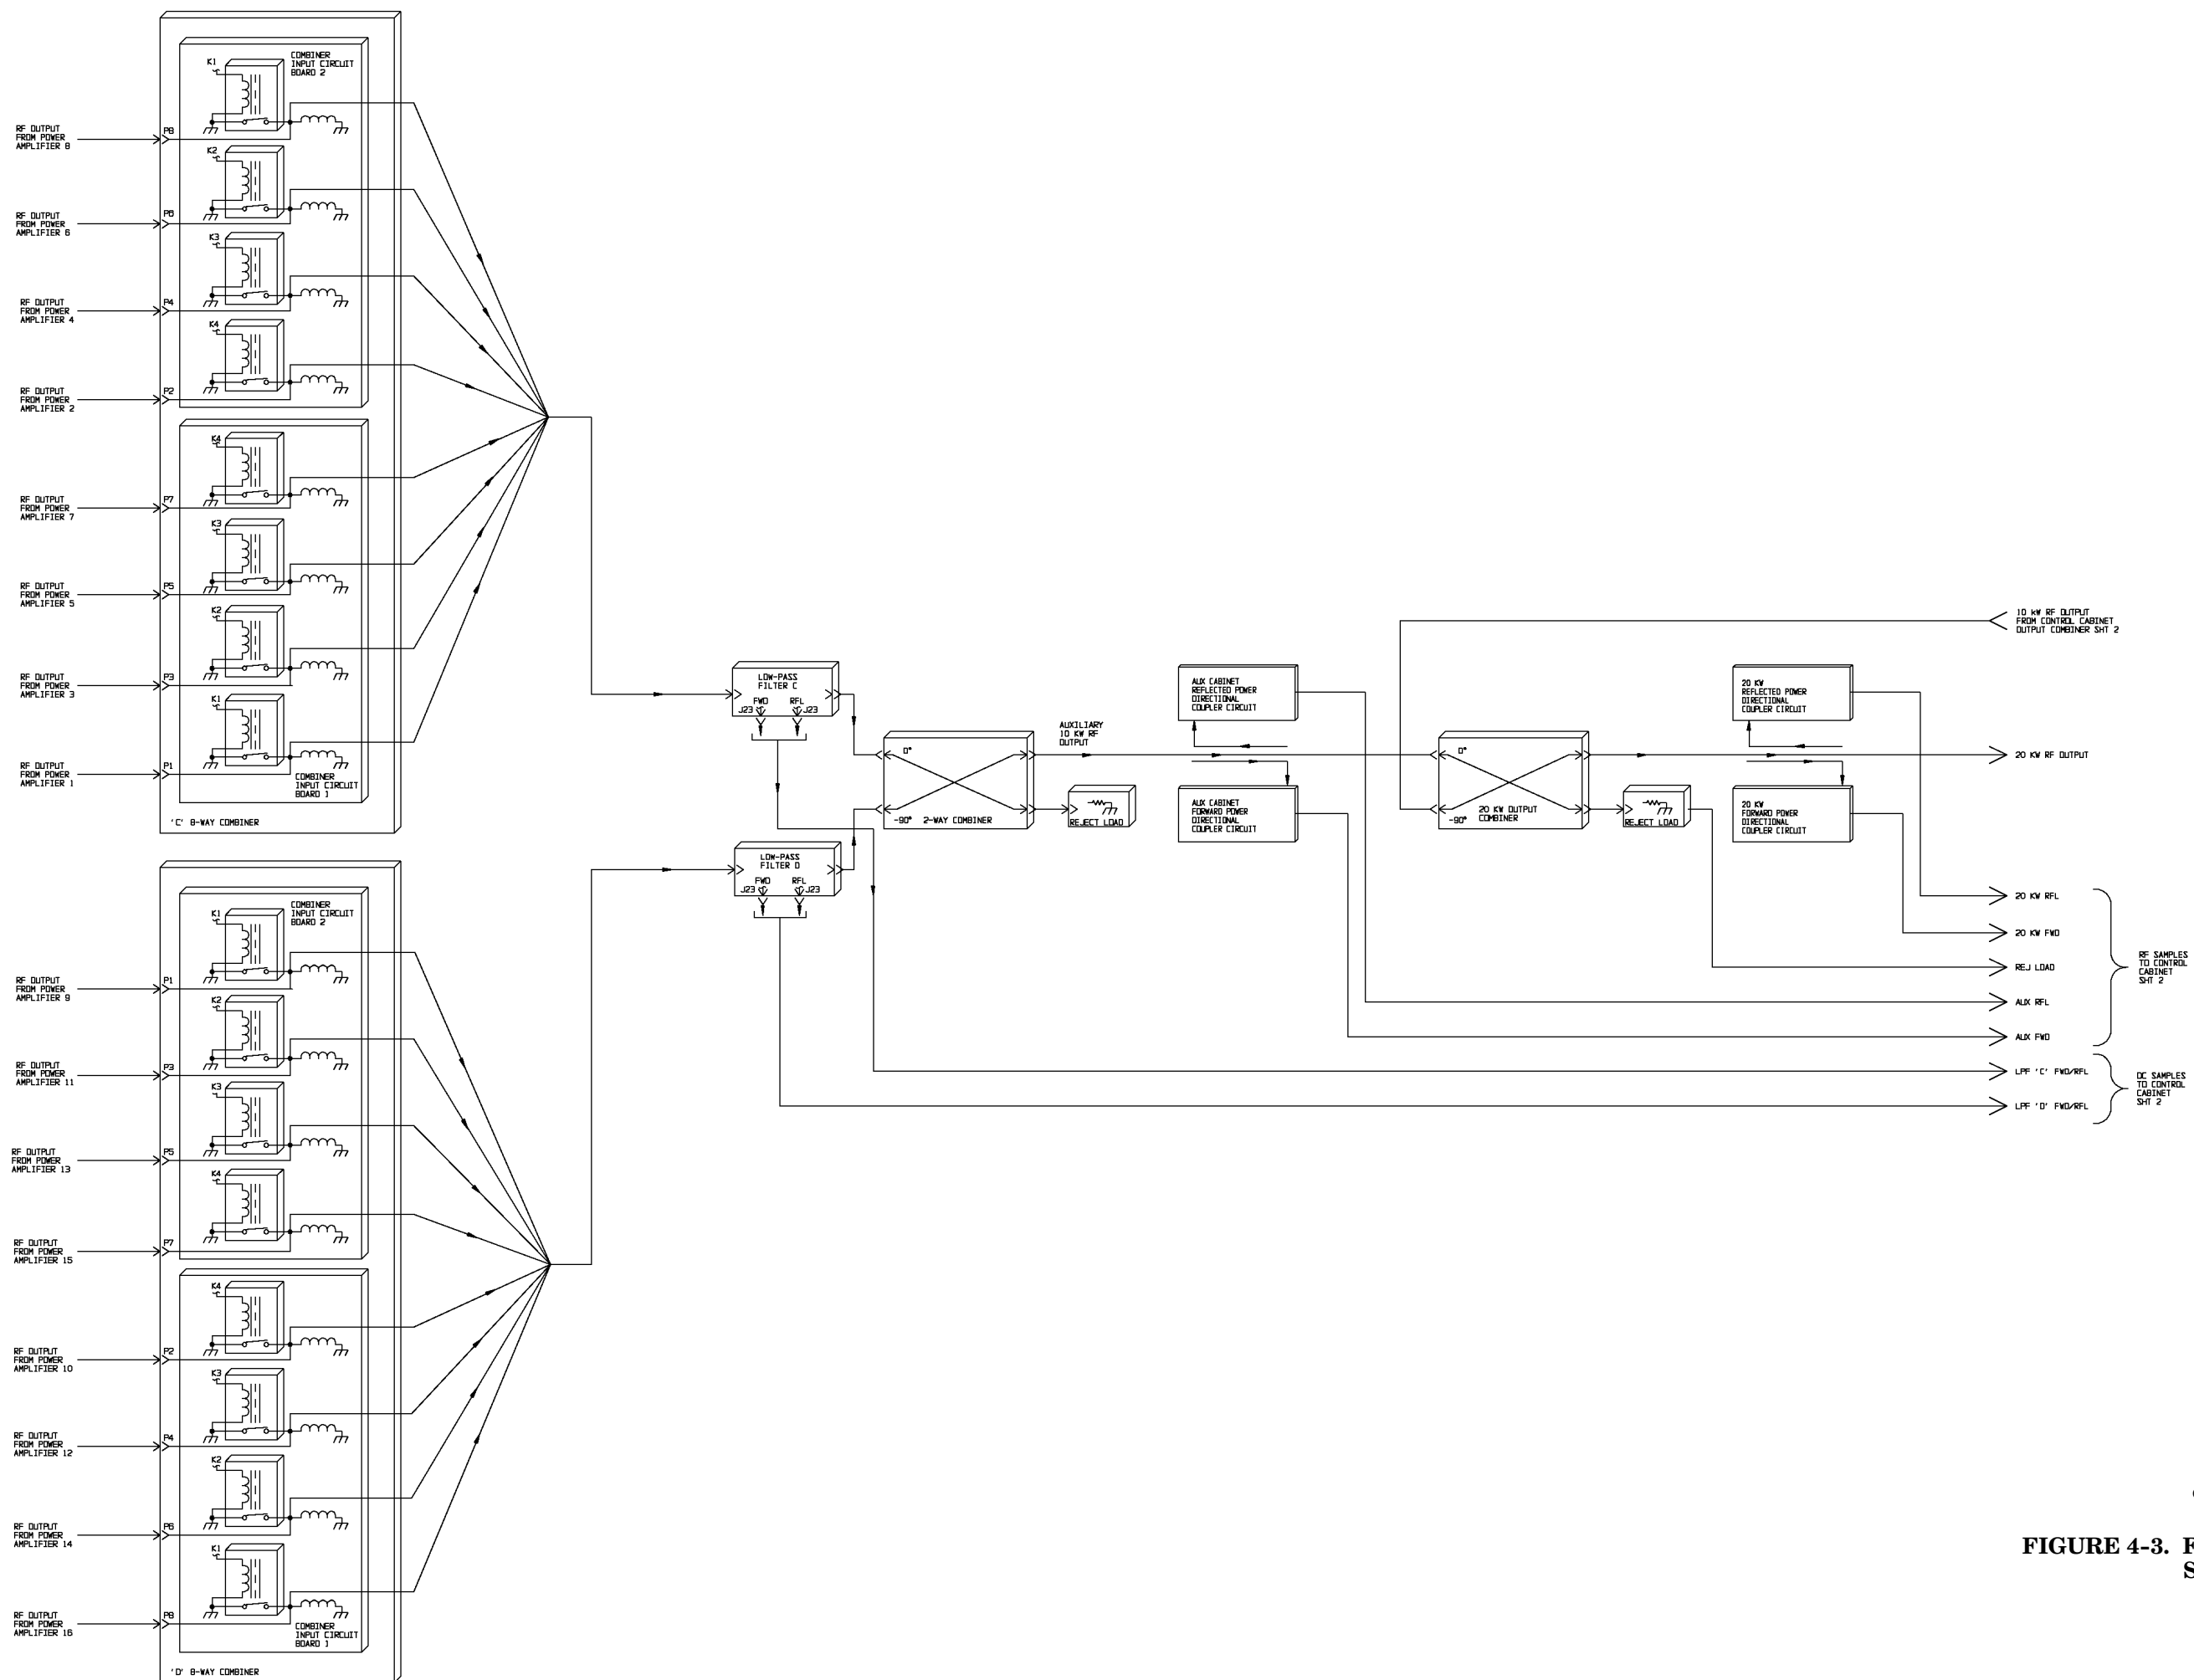 COMBINER
INPUT CIRCUIT
BOARD 2
K1
RF OUTPUT
FROM POWER
AMPLIFIER 8
P8
K2
RF OUTPUT
FROM POWER
AMPLIFIER 6
P6
K3
RF OUTPUT
FROM POWER
AMPLIFIER 4
P4
K4
RF OUTPUT
FROM POWER
AMPLIFIER 2
P2
K4
RF OUTPUT
FROM POWER
AMPLIFIER 7
P7
K3
RF OUTPUT
FROM POWER
AMPLIFIER 5
P5
K2
RF OUTPUT
FROM POWER
AMPLIFIER 3
P3
K1
RF OUTPUT
FROM POWER
AMPLIFIER 1
P1
COMBINER
INPUT CIRCUIT
BOARD 1
'C' 8-WAY COMBINER
COMBINER
INPUT CIRCUIT
BOARD 2
K1
RF OUTPUT
FROM POWER
AMPLIFIER 9
P1
K2
RF OUTPUT
FROM POWER
AMPLIFIER 11
P3
K3
RF OUTPUT
FROM POWER
AMPLIFIER 13
P5
K4
RF OUTPUT
FROM POWER
AMPLIFIER 15
P7
K4
RF OUTPUT
FROM POWER
AMPLIFIER 10
P2
K3
RF OUTPUT
FROM POWER
AMPLIFIER 12
P4
K2
RF OUTPUT
FROM POWER
AMPLIFIER 14
P6
K1
RF OUTPUT
FROM POWER
AMPLIFIER 16
P8
COMBINER
INPUT CIRCUIT
BOARD 1
'D' 8-WAY COMBINER
LOW-PASS
FILTER C
FWD RFL
J23 J23
LOW-PASS
FILTER D
FWD RFL
J23 J23
0°
-90° 2-WAY COMBINER
AUXILIARY
10 KW RF
OUTPUT
REJECT LOAD
AUX CABINET
REFLECTED POWER
DIRECTIONAL
COUPLER CIRCUIT
AUX CABINET
FORWARD POWER
DIRECTIONAL
COUPLER CIRCUIT
0°
20 KW OUTPUT
COMBINER
-90°
REJECT LOAD
20 KW
REFLECTED POWER
DIRECTIONAL
COUPLER CIRCUIT
20 KW
FORWARD POWER
DIRECTIONAL
COUPLER CIRCUIT
10 kW RF OUTPUT
FROM CONTROL CABINET
OUTPUT COMBINER SHT 2
20 KW RF OUTPUT
20 KW RFL
20 KW FWD
REJ LOAD
AUX RFL
AUX FWD
RF SAMPLES
TO CONTROL
CABINET
SHT 2
LPF 'C' FWD/RFL
LPF 'D' FWD/RFL
DC SAMPLES
TO CONTROL
CABINET
SHT 2
FIGURE 4-3. F
S